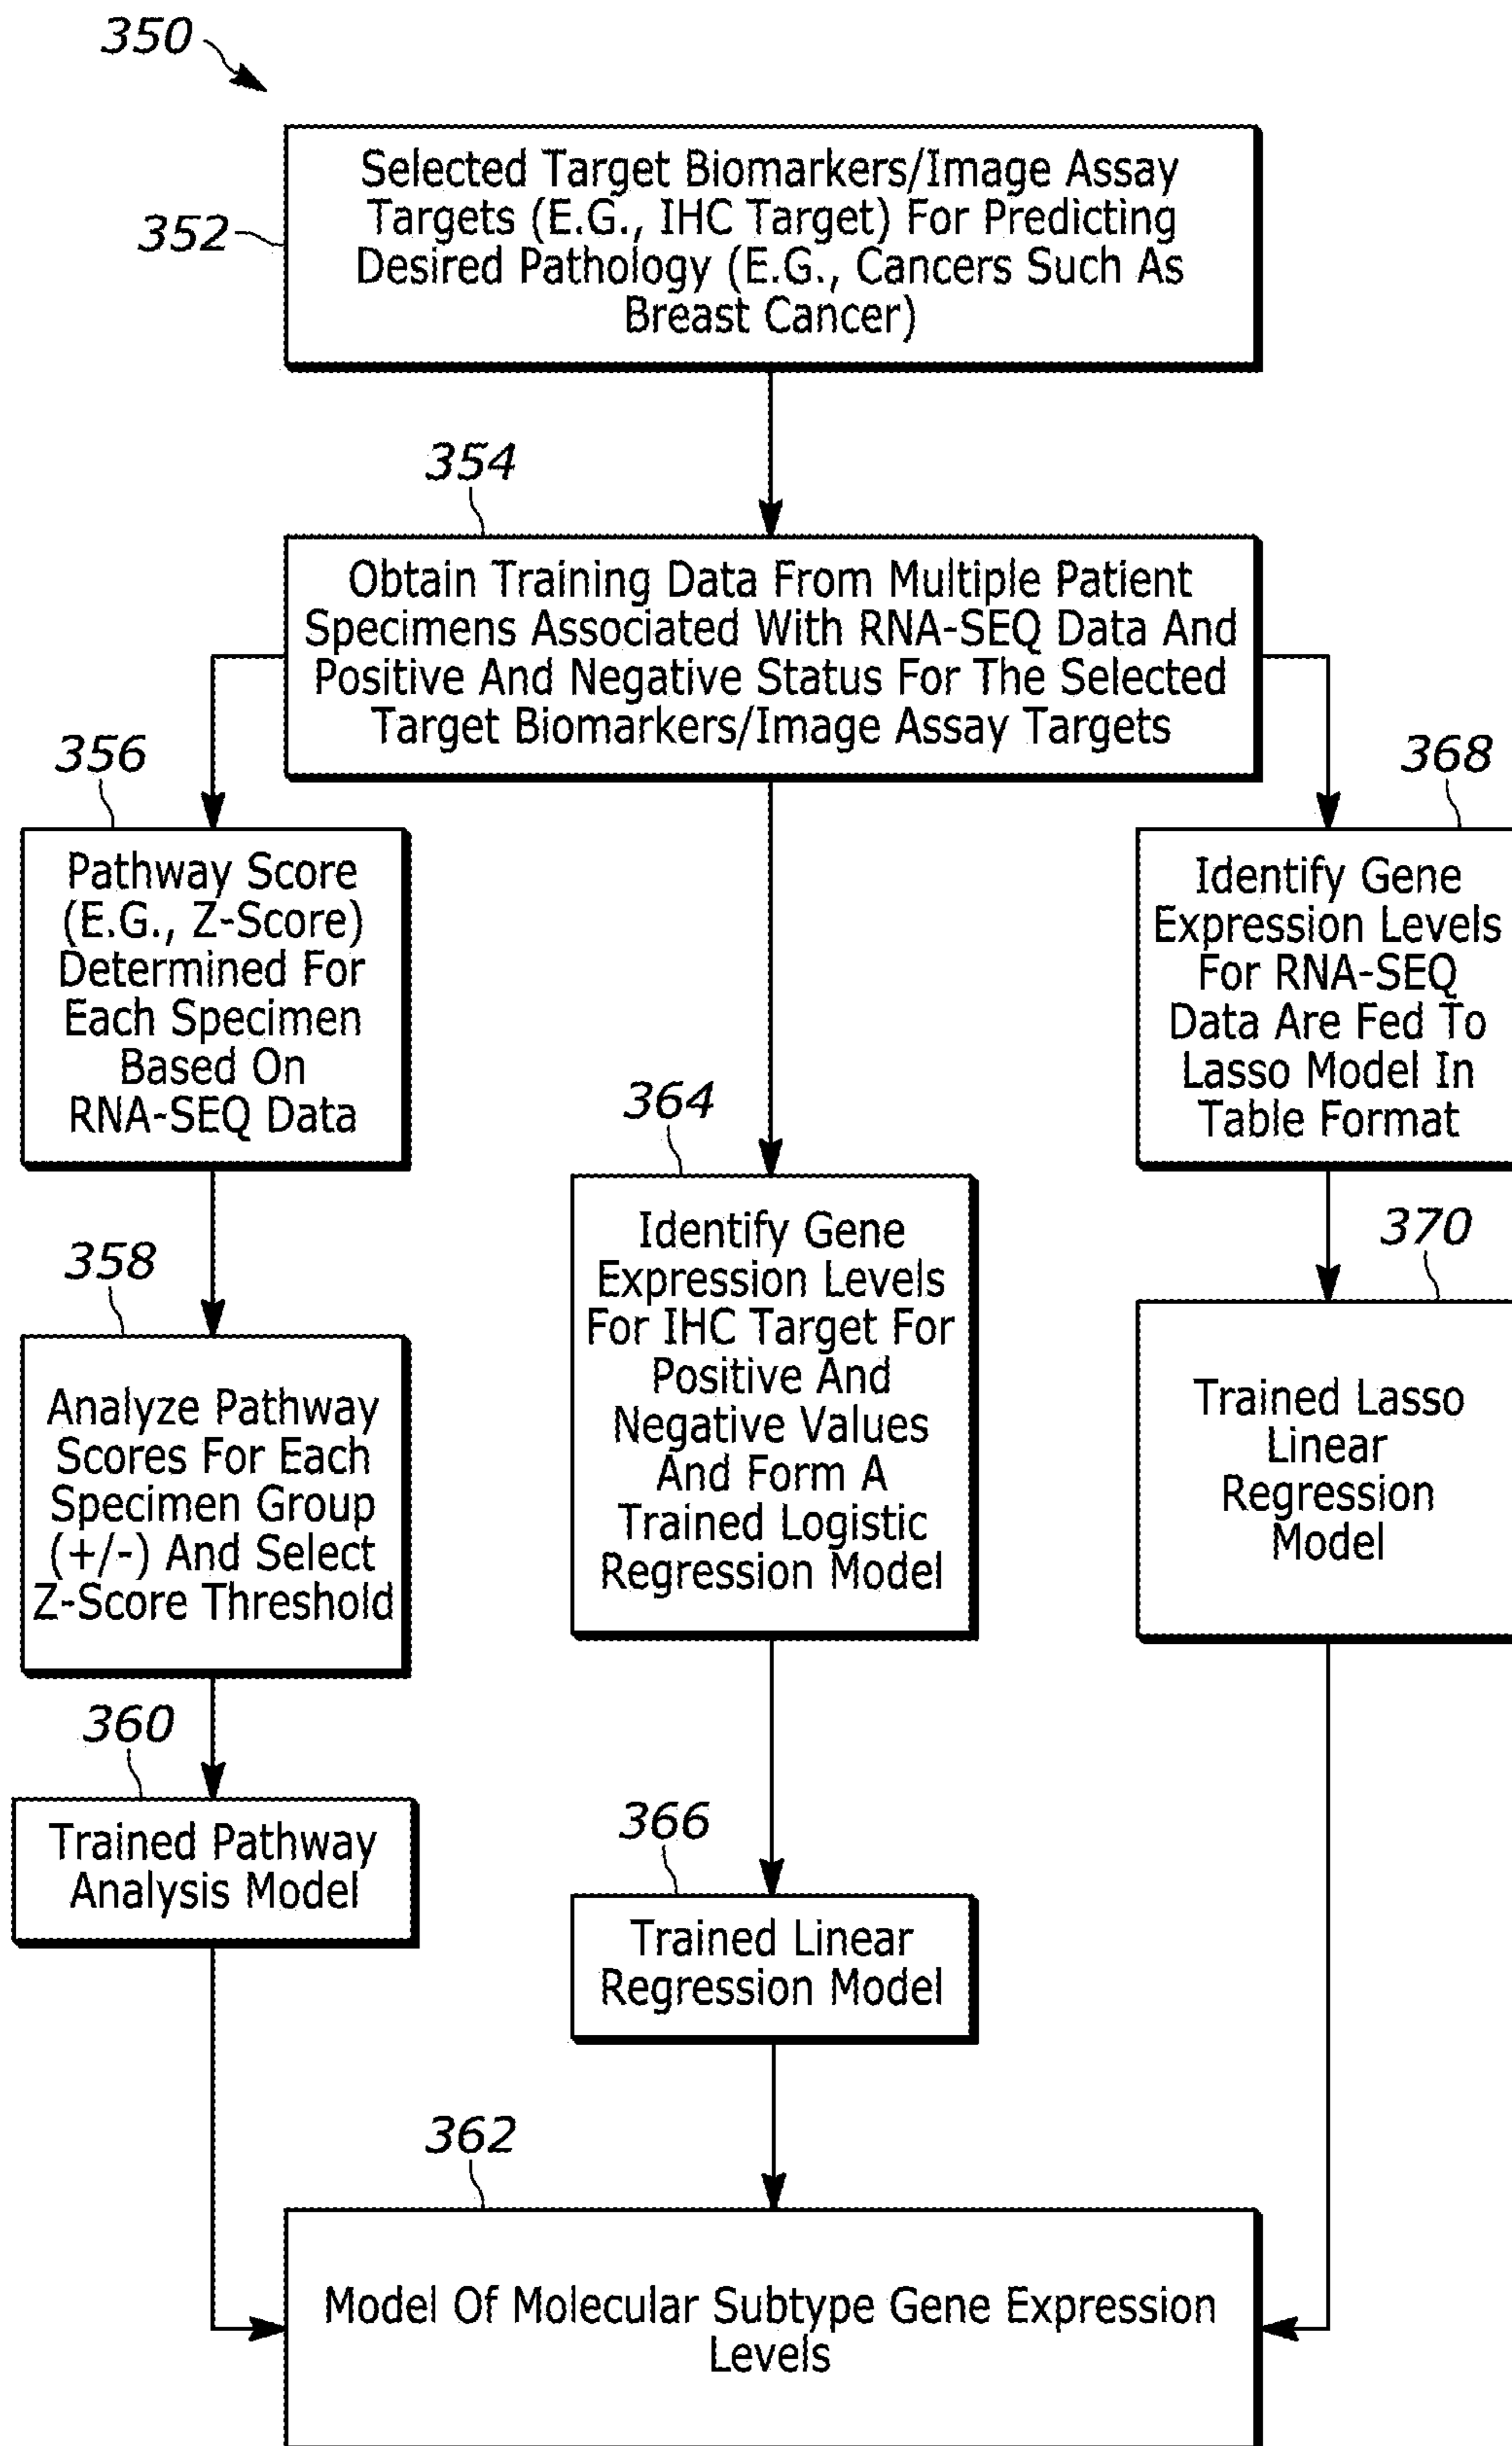 350
352
Selected Target Biomarkers/Image Assay
Targets (E.G., IHC Target) For Predicting
Desired Pathology (E.G., Cancers Such As
Breast Cancer)
354
Obtain Training Data From Multiple Patient
Specimens Associated With RNA-SEQ Data And
Positive And Negative Status For The Selected
Target Biomarkers/Image Assay Targets
356
Pathway Score
(E.G., Z-Score)
Determined For
Each Specimen
Based On
RNA-SEQ Data
358
Analyze Pathway
Scores For Each
Specimen Group
(+/-) And Select
Z-Score Threshold
360
Trained Pathway
Analysis Model
364
Identify Gene
Expression Levels
For IHC Target For
Positive And
Negative Values
And Form A
Trained Logistic
Regression Model
366
Trained Linear
Regression Model
368
Identify Gene
Expression Levels
For RNA-SEQ
Data Are Fed To
Lasso Model In
Table Format
370
Trained Lasso
Linear
Regression
Model
362
Model Of Molecular Subtype Gene Expression
Levels